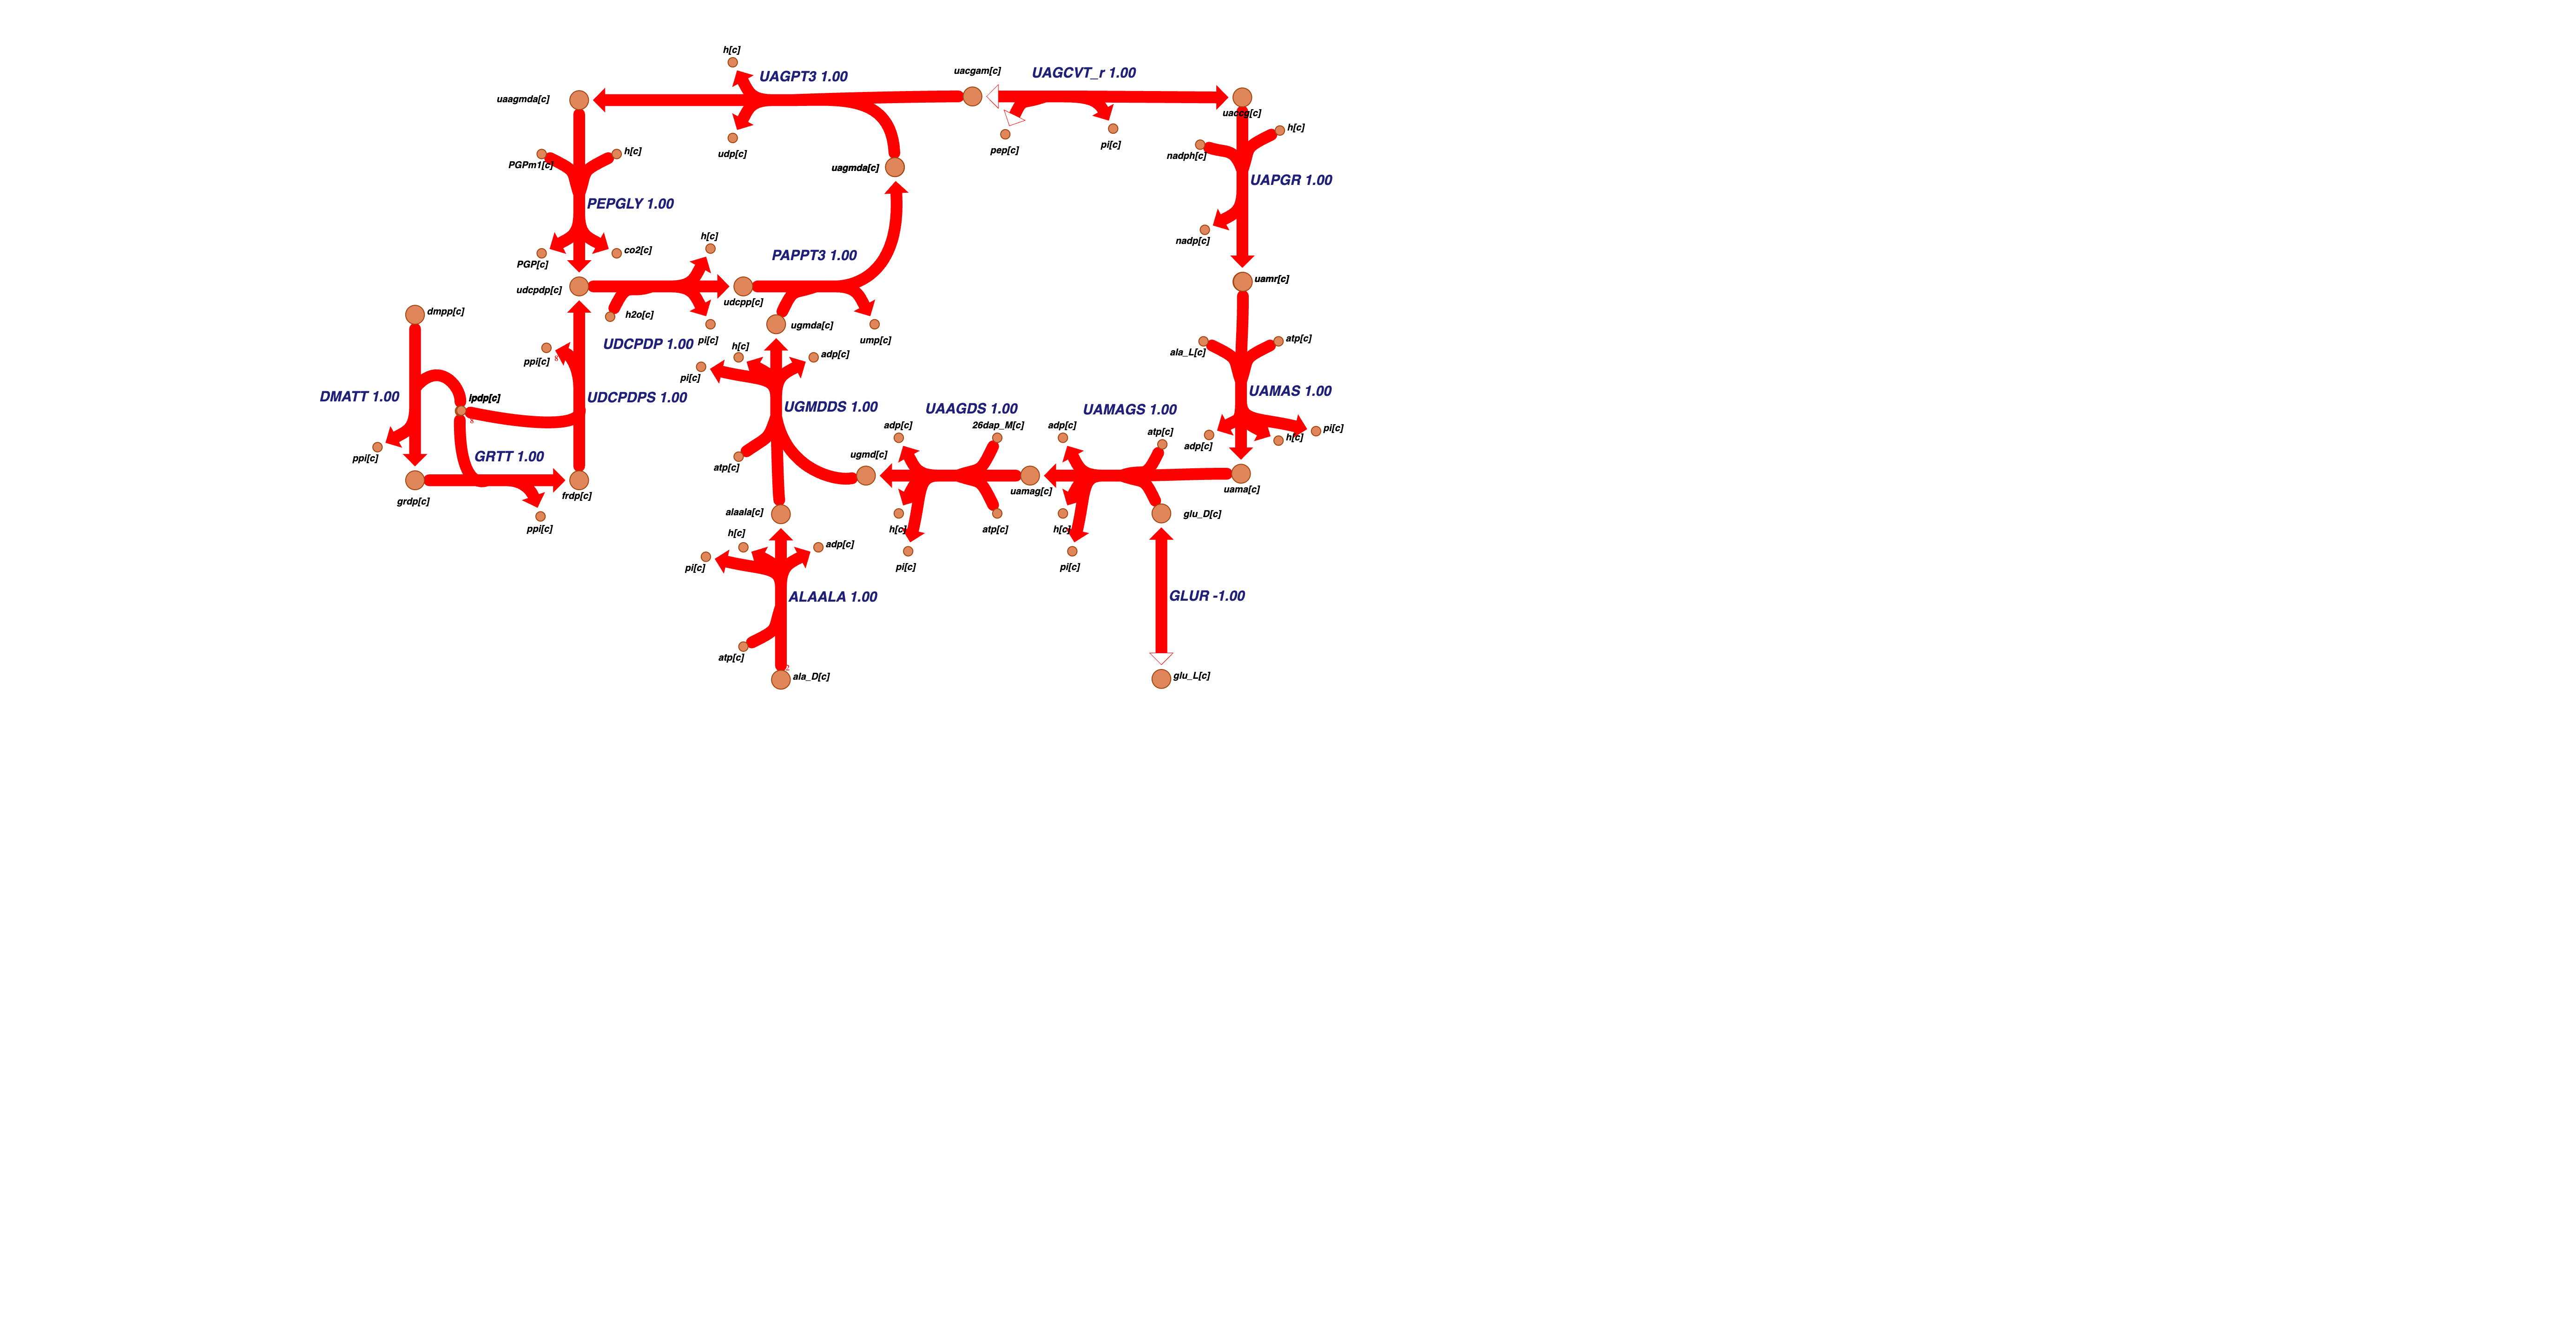 h[c]
UAGPT3 1.00
uacgam[c]
UAGCVT_r 1.00
uaagmda[c]
uaccg[c]
h[c]
udp[c]
pep[c]
pi[c]
nadph[c]
PGPm1[c]
h[c]
uagmda[c]
UAPGR 1.00
PEPGLY 1.00
nadp[c]
h[c]
co2[c]
PAPPT3 1.00
PGP[c]
uamr[c]
udcpdp[c]
udcpp[c]
dmpp[c]
h2o[c]
ugmda[c]
UDCPDP 1.00
pi[c]
ump[c]
atp[c]
h[c]
adp[c]
ala_L[c]
ppi[c]
8
pi[c]
DMATT 1.00
ipdp[c]
UDCPDPS 1.00
UAMAS 1.00
UGMDDS 1.00
UAAGDS 1.00
UAMAGS 1.00
8
adp[c]
26dap_M[c]
adp[c]
atp[c]
pi[c]
h[c]
adp[c]
ppi[c]
GRTT 1.00
atp[c]
ugmd[c]
uamag[c]
uama[c]
grdp[c]
frdp[c]
alaala[c]
glu_D[c]
ppi[c]
h[c]
atp[c]
h[c]
h[c]
adp[c]
pi[c]
pi[c]
pi[c]
ALAALA 1.00
GLUR -1.00
atp[c]
2
ala_D[c]
glu_L[c]